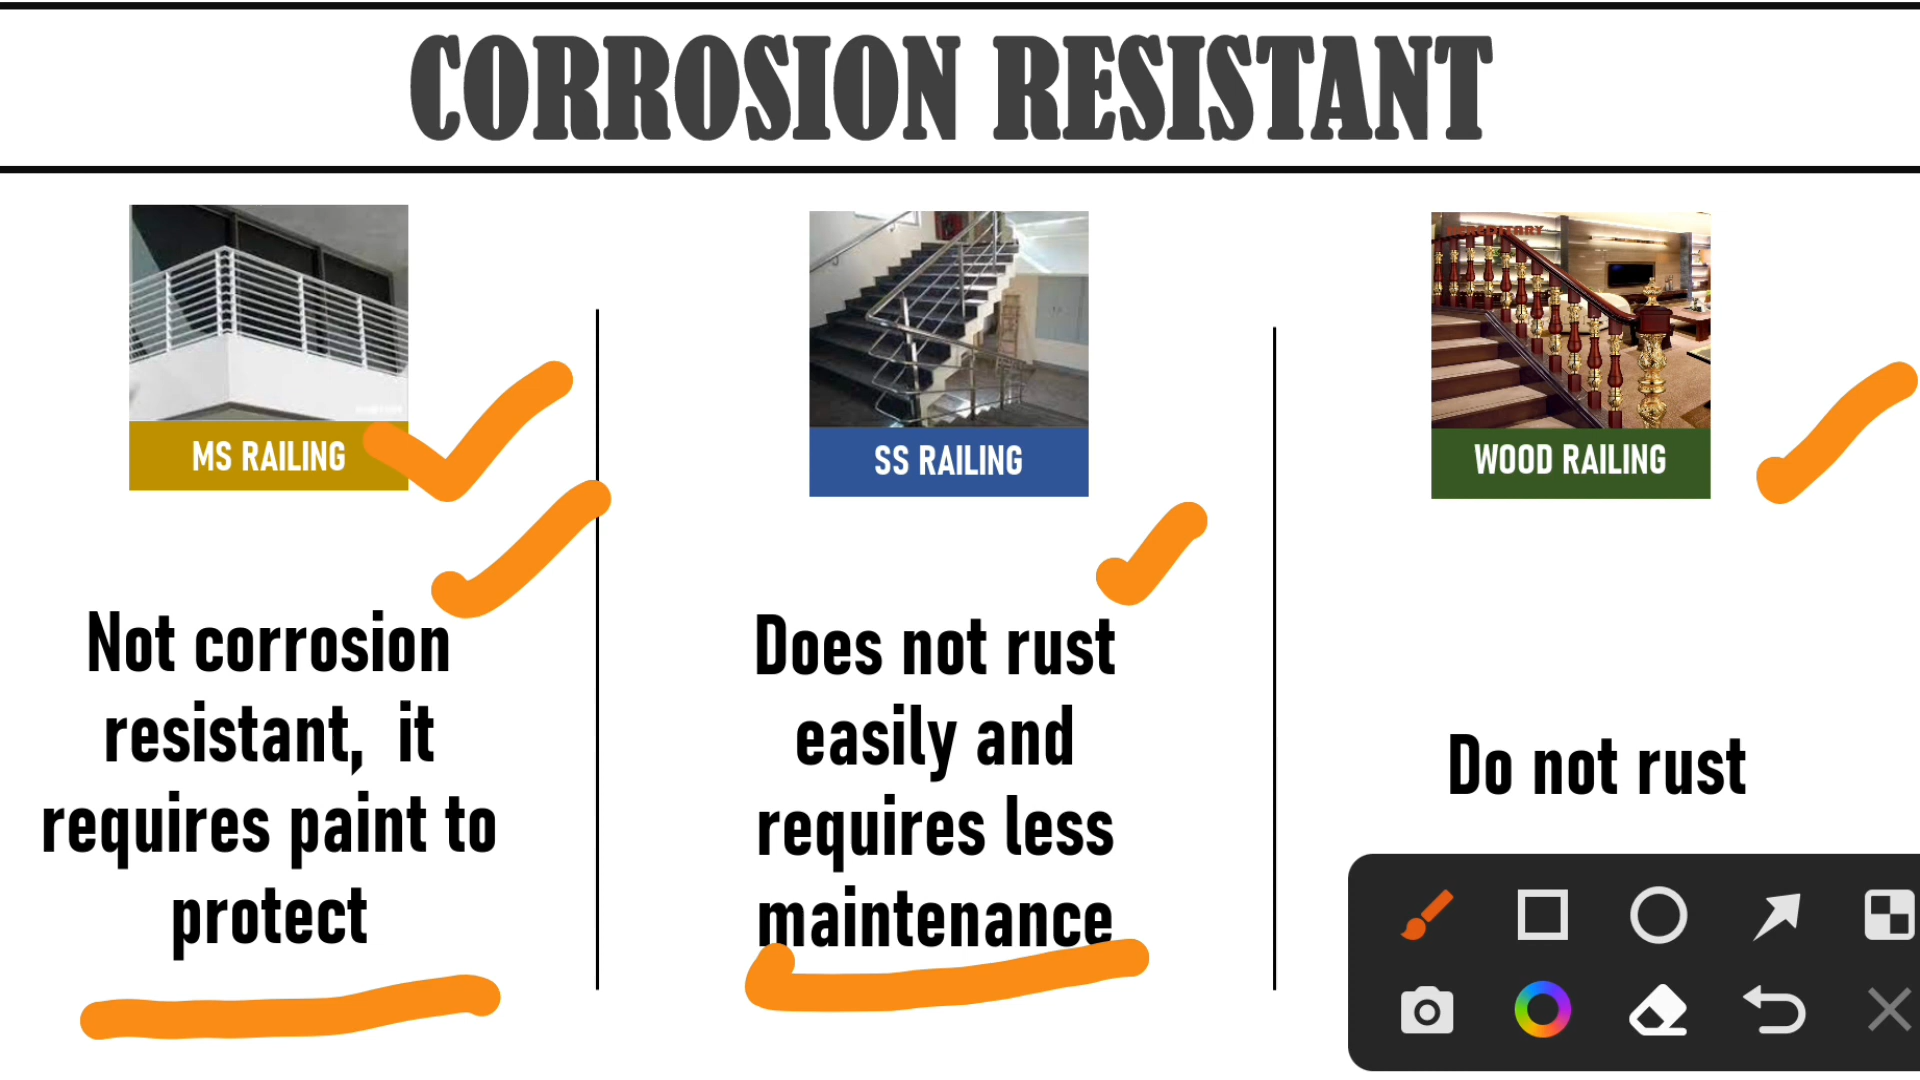 CORROSION RESISTANT
MS RAILING
SS RAILING
HEREDITARY
WOOD RAILING
Not corrosion
resistant, it
requires paint to
protect
Does not rust
easily and
requires less
maintenance
Do not rust